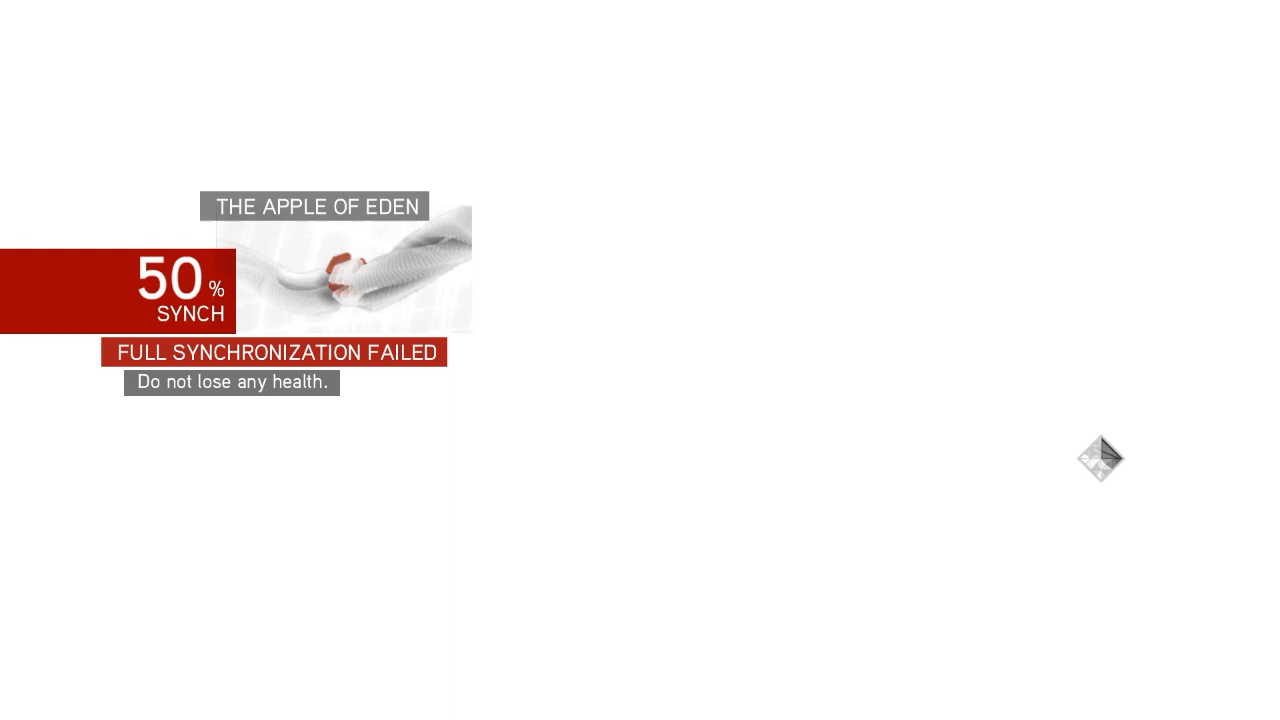 THE APPLE OF EDEN
50 %
SYNCH
FULL SYNCHRONIZATION FAILED
Do not lose any health.